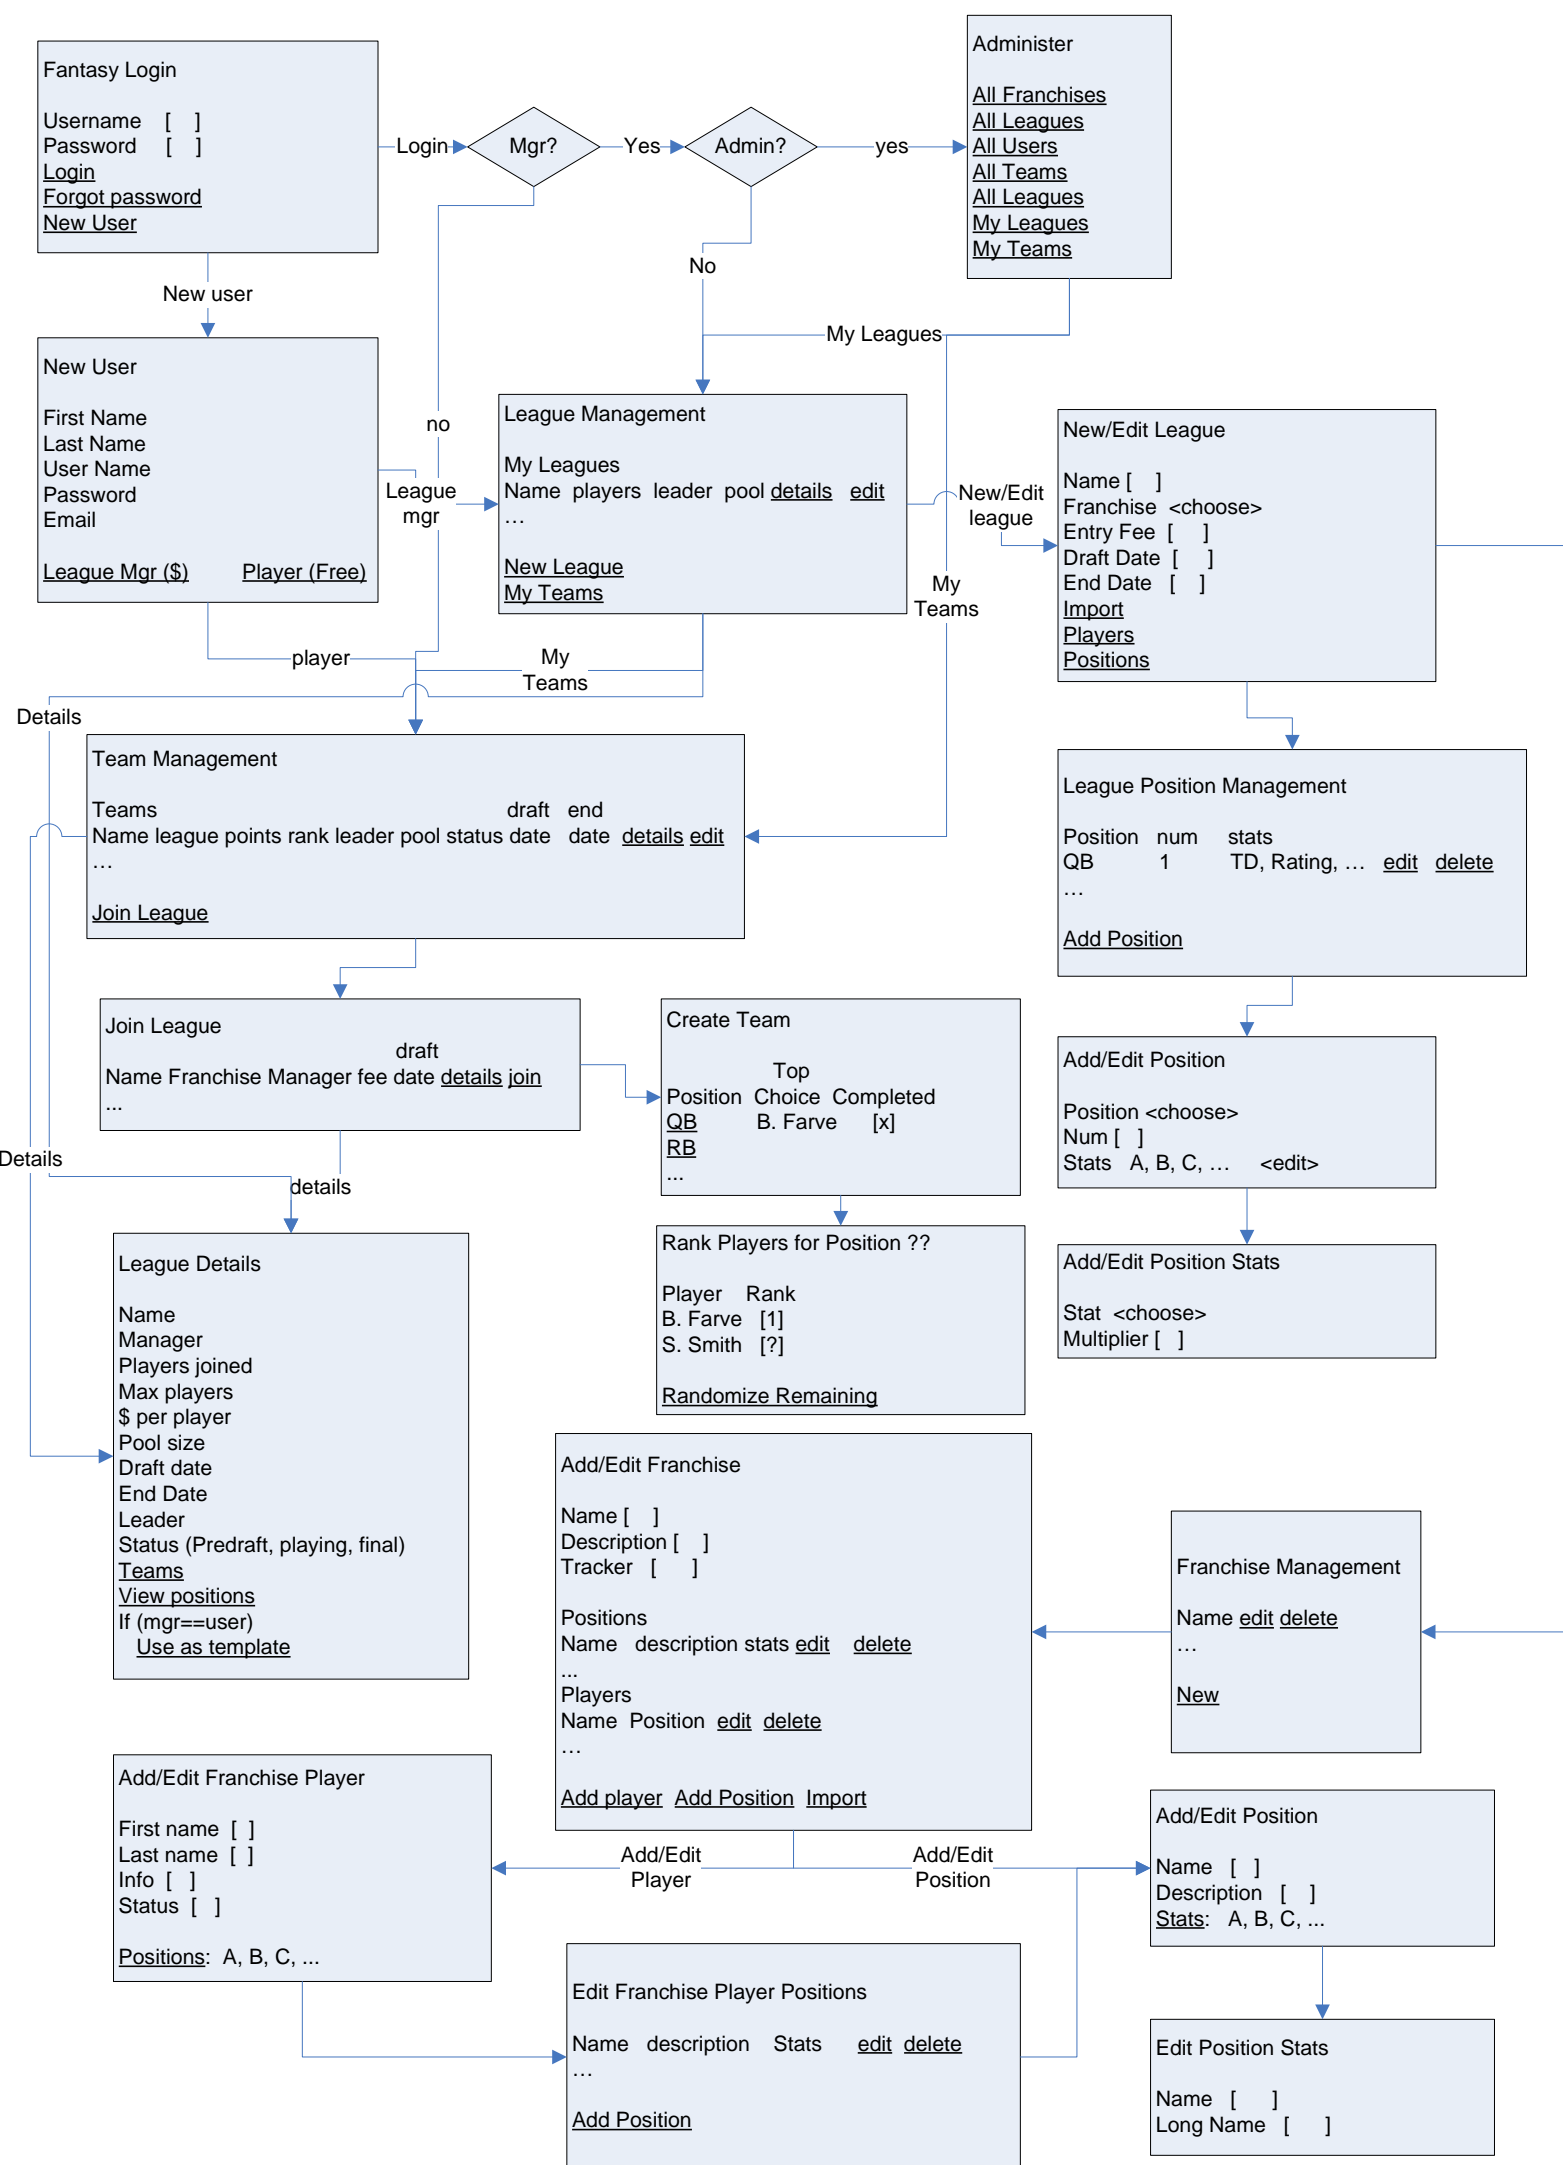 Fantasy Login
Username [ ]
Password [ ]
Login
Forgot password
New User
Login
Mgr?
Yes
Admin?
yes
Administer
All Franchises
All Leagues
All Users
All Teams
All Leagues
My Leagues
My Teams
New user
No
My Leagues
New User
First Name
Last Name
User Name
Password
Email
League Mgr ($) Player (Free)
no
League
mgr
League Management
My Leagues
Name players leader pool details edit
…
New League
My Teams
New/Edit
league
My
Teams
New/Edit League
Name [ ]
Franchise <choose>
Entry Fee [ ]
Draft Date [ ]
End Date [ ]
Import
Players
Positions
player
My
Teams
Details
Team Management
Teams draft end
Name league points rank leader pool status date date details edit
…
Join League
League Position Management
Position num stats
QB 1 TD, Rating, … edit delete
…
Add Position
Join League
draft
Name Franchise Manager fee date details join
...
Create Team
Top
Position Choice Completed
QB B. Farve [x]
RB
...
Add/Edit Position
Position <choose>
Num [ ]
Stats A, B, C, … <edit>
Details
details
League Details
Name
Manager
Players joined
Max players
$ per player
Pool size
Draft date
End Date
Leader
Status (Predraft, playing, final)
Teams
View positions
If (mgr==user)
Use as template
Rank Players for Position ??
Player Rank
B. Farve [1]
S. Smith [?]
Randomize Remaining
Add/Edit Position Stats
Stat <choose>
Multiplier [ ]
Add/Edit Franchise
Name [ ]
Description [ ]
Tracker [ ]
Positions
Name description stats edit delete
...
Players
Name Position edit delete
…
Add player Add Position Import
Franchise Management
Name edit delete
…
New
Add/Edit Franchise Player
First name [ ]
Last name [ ]
Info [ ]
Status [ ]
Positions: A, B, C, ...
Add/Edit
Player
Add/Edit
Position
Add/Edit Position
Name [ ]
Description [ ]
Stats: A, B, C, ...
Edit Franchise Player Positions
Name description Stats edit delete
…
Add Position
Edit Position Stats
Name [ ]
Long Name [ ]